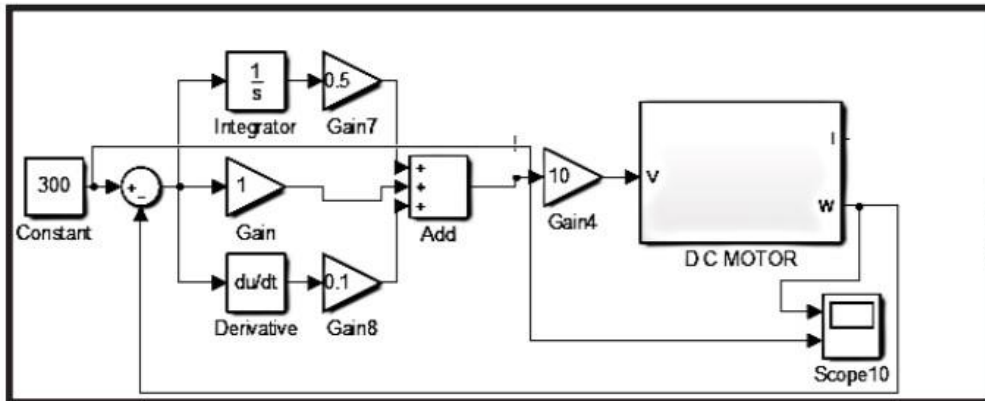 1
s
0.5
Integrator
Gain7
I
300
+
-
1
+
+
+
10
V
W
Constant
Gain
Add
Gain4
D C MOTOR
du/dt
0.1
Derivative
Gain8
Scope10